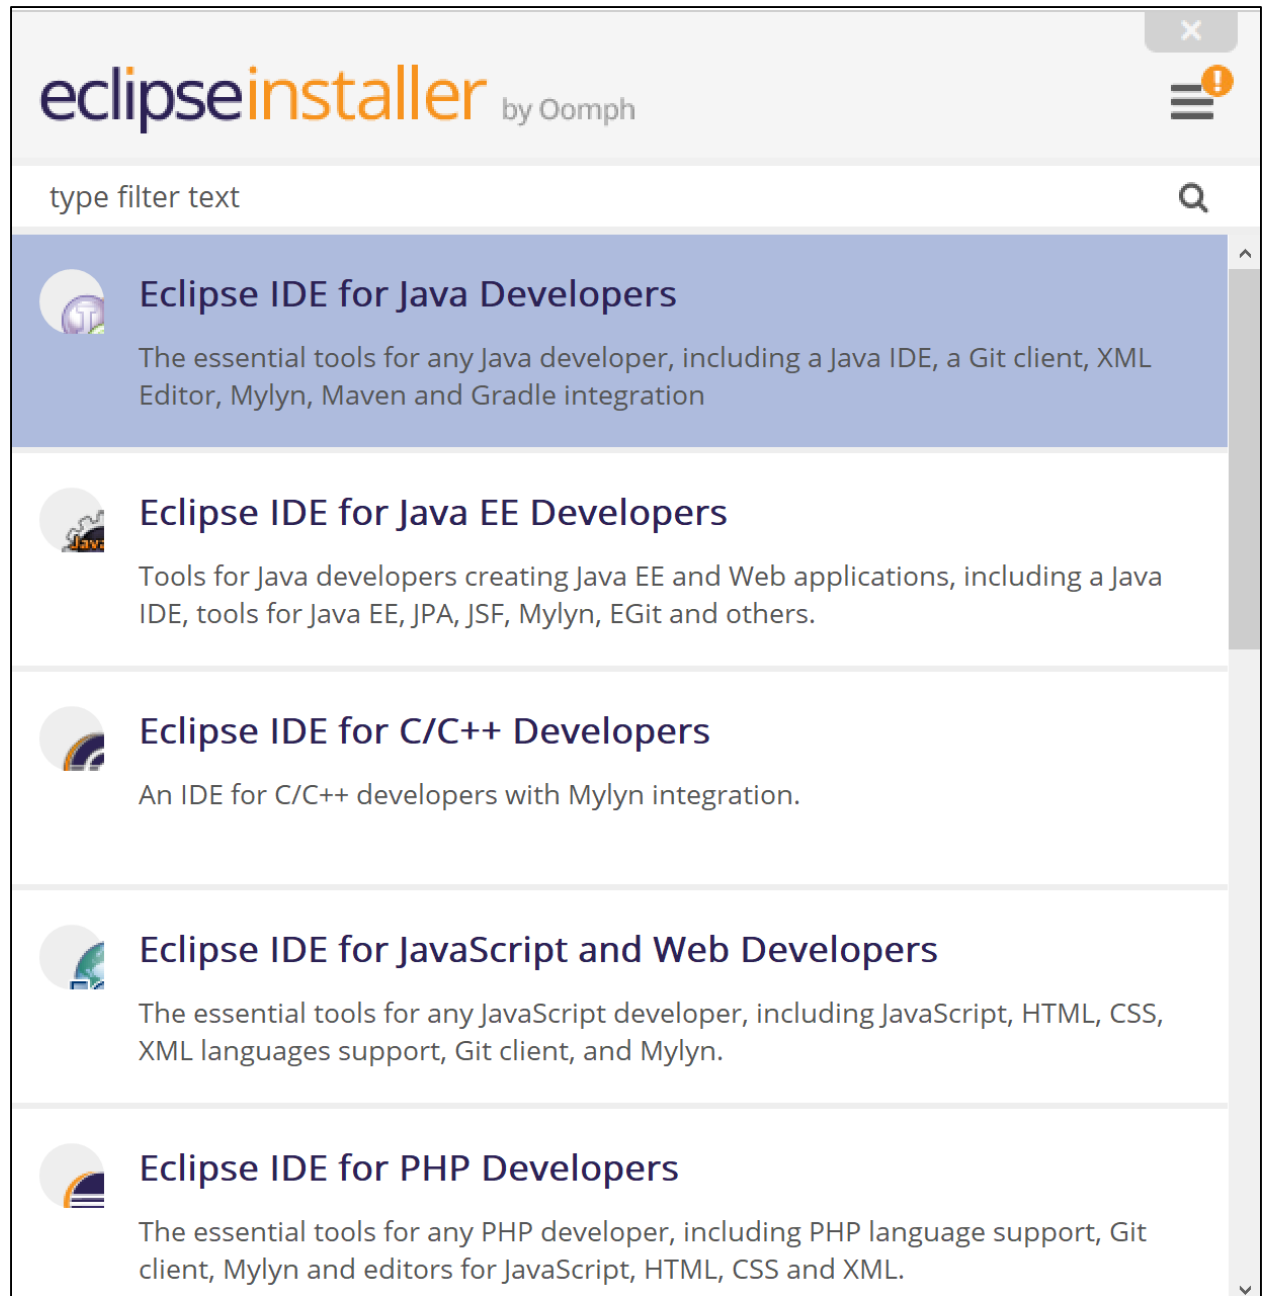 eclipseinstaller by Oomph
type filter text
Eclipse IDE for Java Developers
The essential tools for any Java developer, including a Java IDE, a Git client, XML
Editor, Mylyn, Maven and Gradle integration
Eclipse IDE for Java EE Developers
Tools for Java developers creating Java EE and Web applications, including a Java
IDE, tools for Java EE, JPA, JSF, Mylyn, EGit and others.
Eclipse IDE for C/C++ Developers
An IDE for C/C++ developers with Mylyn integration.
Eclipse IDE for JavaScript and Web Developers
The essential tools for any JavaScript developer, including JavaScript, HTML, CSS,
XML languages support, Git client, and Mylyn.
Eclipse IDE for PHP Developers
The essential tools for any PHP developer, including PHP language support, Git
client, Mylyn and editors for JavaScript, HTML, CSS and XML.